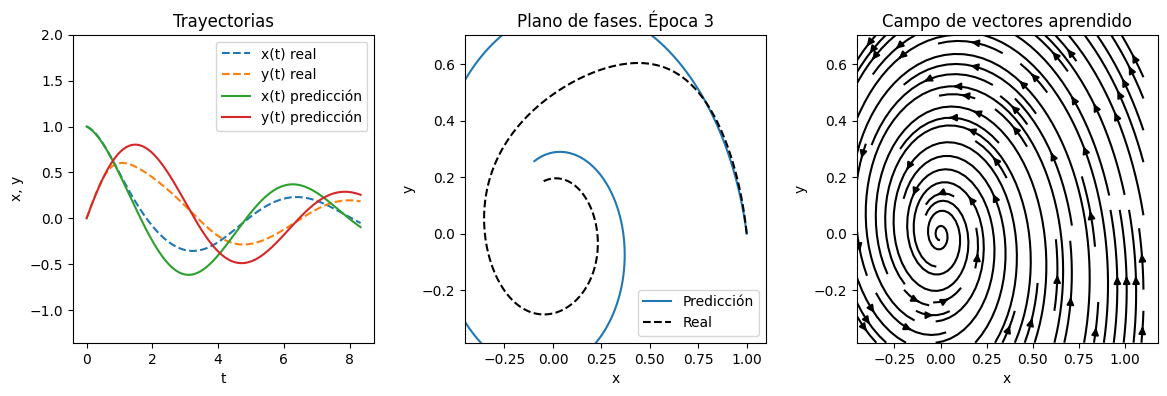 Trayectorias
2.0
1.5
1.0
0.5
0.0
−0.5
−1.0
x, y
0
2
4
6
8
t
x(t) real
y(t) real
x(t) predicción
y(t) predicción
Plano de fases. Época 3
0.6
0.4
0.2
0.0
−0.2
y
−0.25
0.00
0.25
0.50
0.75
1.00
x
Predicción
Real
Campo de vectores aprendido
0.6
0.4
0.2
0.0
−0.2
y
−0.25
0.00
0.25
0.50
0.75
1.00
x